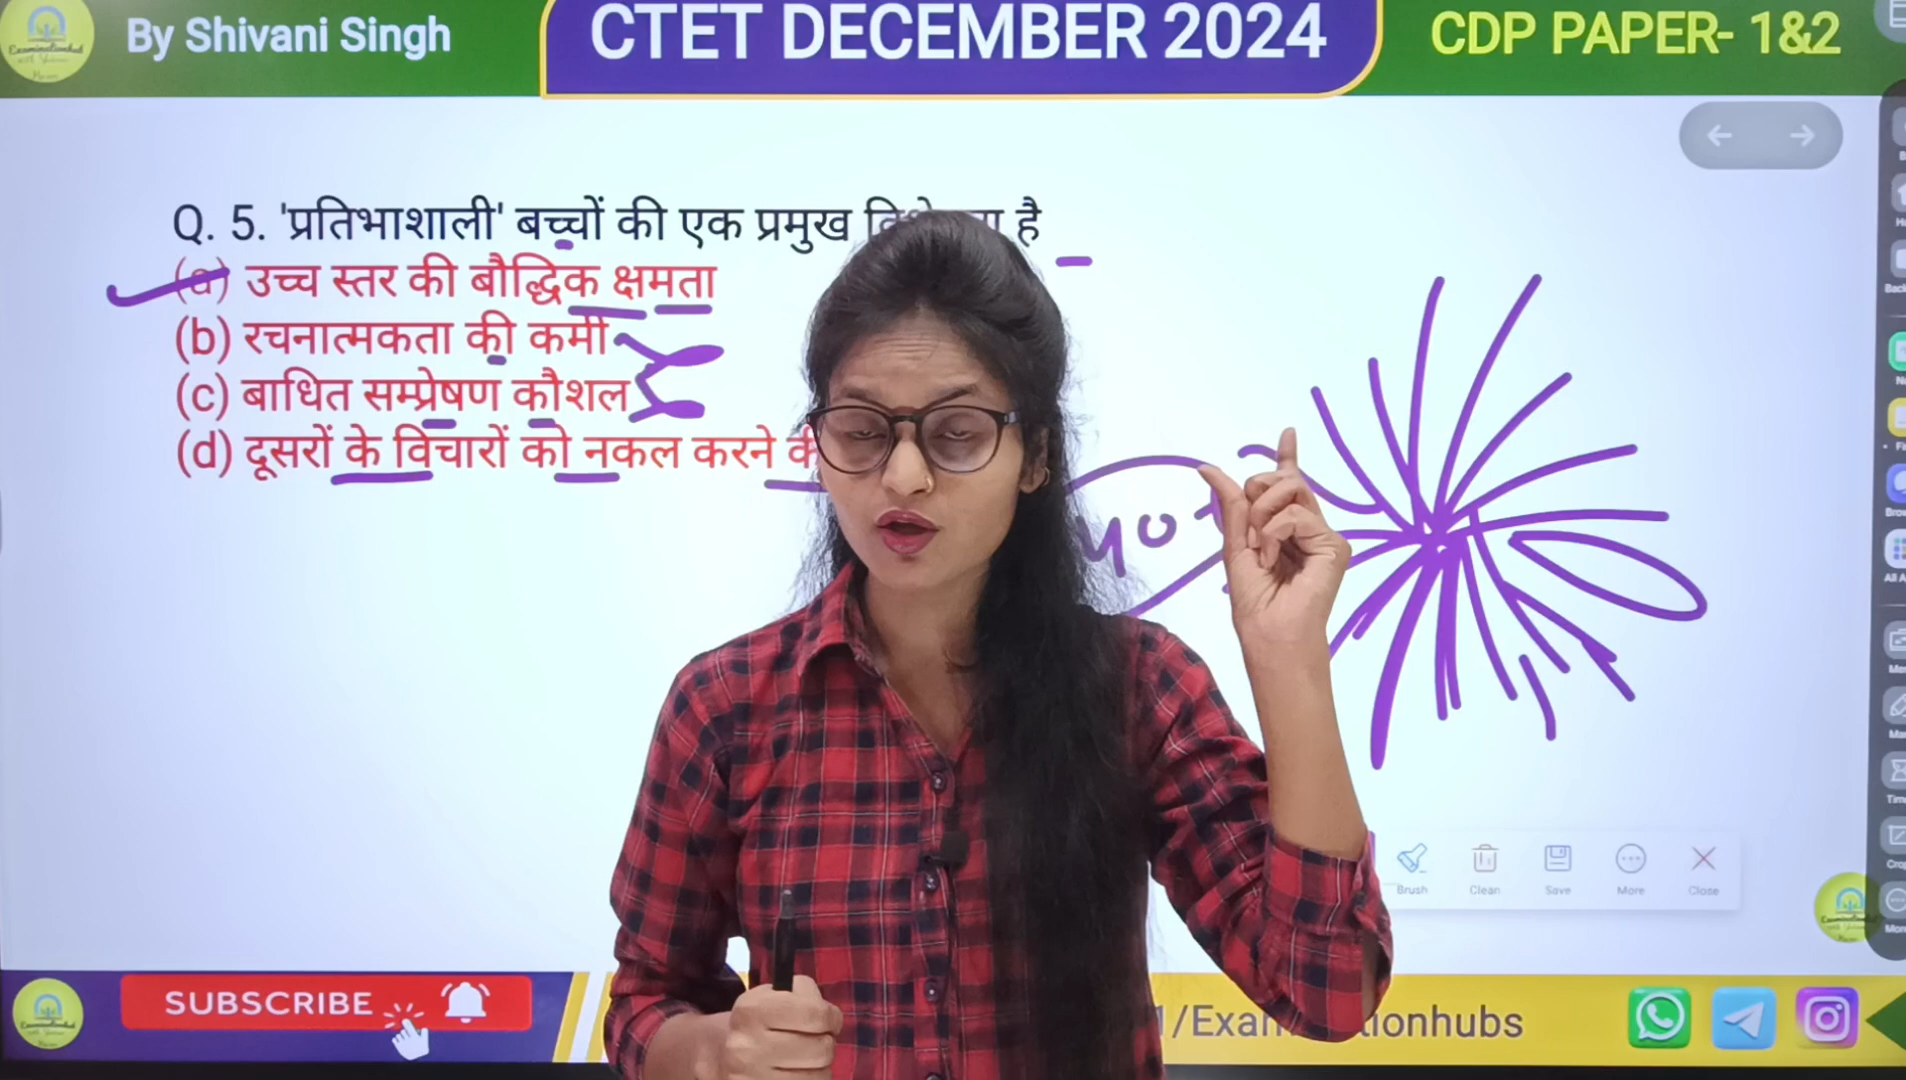 By Shivani Singh
CTET DECEMBER 2024
CDP PAPER- 1&2
Q. 5. 'प्रतिभाशाली' बच्चों की एक प्रमुख है
(a) उच्च स्तर की बौद्धिक क्षमता
(b) रचनात्मकता की कमी
(c) बाधित सम्प्रेषण कौशल
(d) दूसरों के विचारों को नकल करने
Brush Clean Save More Close
SUBSCRIBE